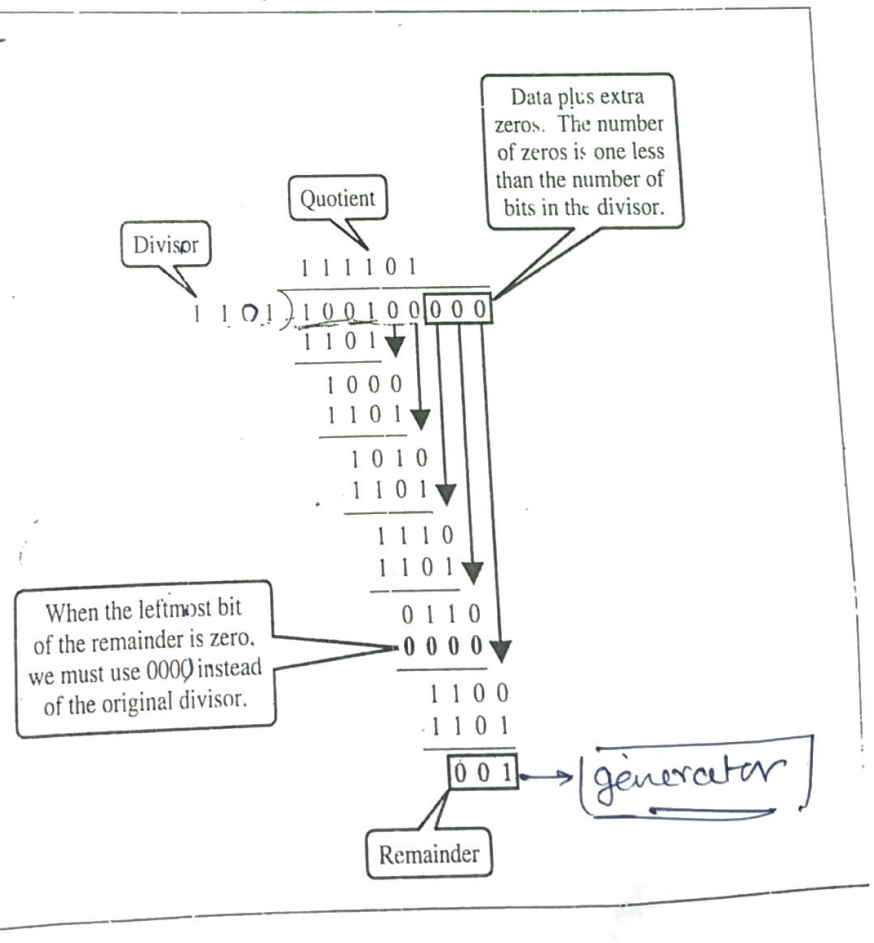 Data plus extra
zeros. The number
of zeros is one less
than the number of
bits in the divisor.
Quotient
Divisor
1 1 1 1 0 1
1 1 0 1 ) 1 0 0 1 0 0 0 0 0
1 1 0 1
1 0 0 0
1 1 0 1
1 0 1 0
1 1 0 1
1 1 1 0
1 1 0 1
0 1 1 0
When the leftmost bit
of the remainder is zero,
we must use 0000 instead
of the original divisor.
0 0 0 0
1 1 0 0
1 1 0 1
0 0 1
generator
Remainder